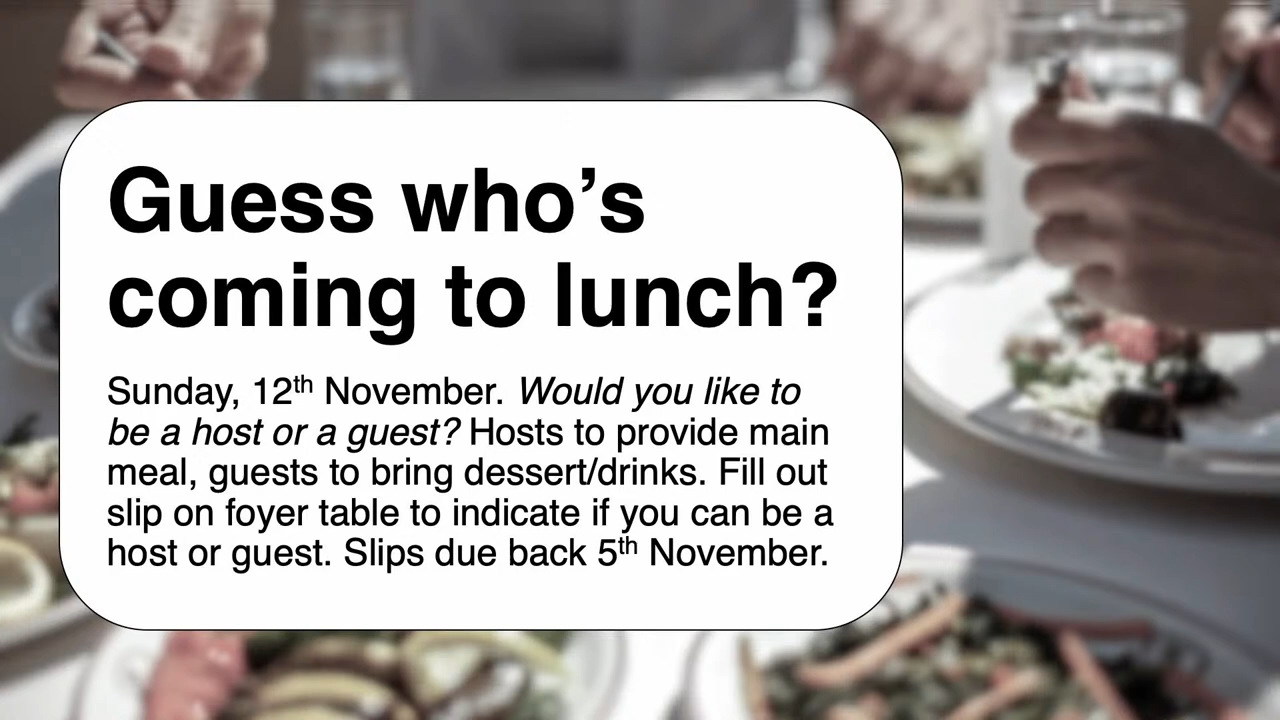 Guess who’s
coming to lunch?
Sunday, 12th November. Would you like to
be a host or a guest? Hosts to provide main
meal, guests to bring dessert/drinks. Fill out
slip on foyer table to indicate if you can be a
host or guest. Slips due back 5th November.